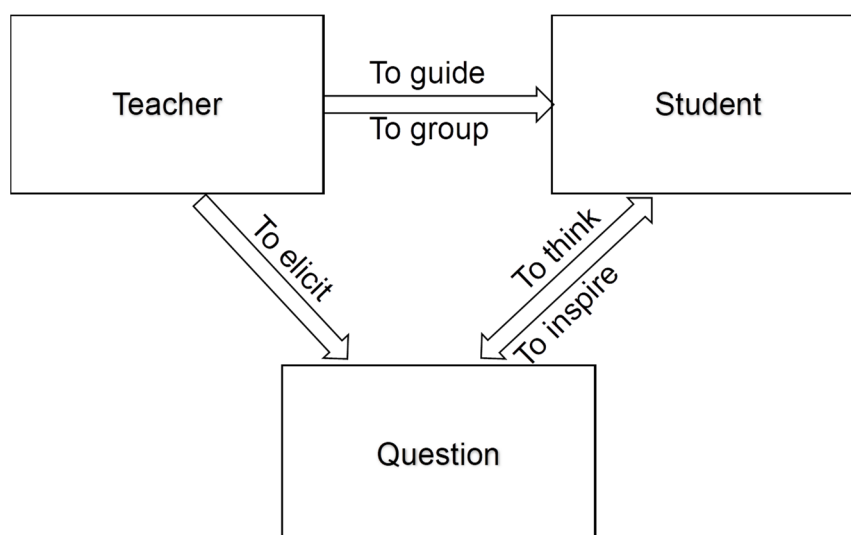 Teacher
To guide
To group
Student
To elicit
To think
To inspire
Question